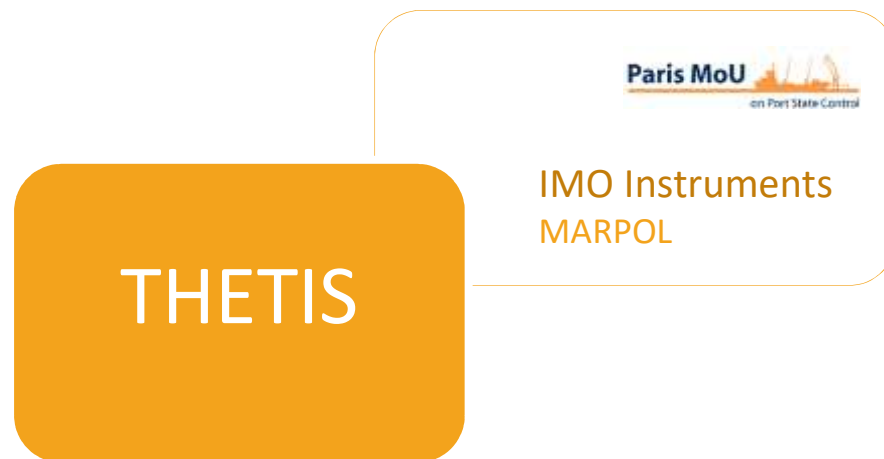 Paris MoU
on Port State Control
IMO Instruments
MARPOL
THETIS